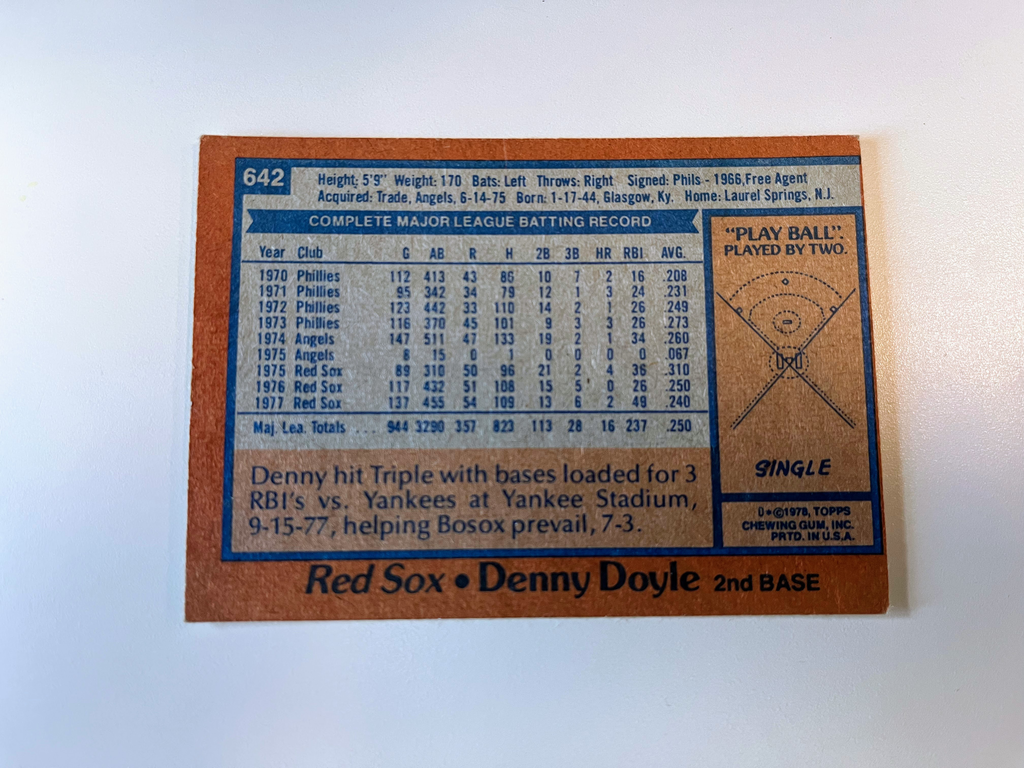 642
Height: 5'9" Weight: 170 Bats: Left Throws: Right Signed: Phils - 1966, Free Agent
Acquired: Trade, Angels, 6-14-75 Born: 1-17-44, Glasgow, Ky. Home: Laurel Springs, N.J.
COMPLETE MAJOR LEAGUE BATTING RECORD
Year Club G AB R H 2B 3B HR RBI AVG.
1970 Phillies 112 413 43 86 10 7 2 16 .208
1971 Phillies 95 342 34 79 12 1 3 24 .231
1972 Phillies 123 442 33 110 14 2 1 26 .249
1973 Phillies 116 370 45 101 9 3 3 26 .273
1974 Angels 147 511 47 133 19 2 1 34 .260
1975 Angels 8 15 0 1 0 0 0 0 .067
1975 Red Sox 89 310 50 96 21 2 4 36 .310
1976 Red Sox 117 432 51 108 15 5 0 26 .250
1977 Red Sox 137 455 54 109 13 6 2 49 .240
Maj. Lea. Totals ... 944 3290 357 823 113 28 16 237 .250
Denny hit Triple with bases loaded for 3
RBI's vs. Yankees at Yankee Stadium,
9-15-77, helping Bosox prevail, 7-3.
"PLAY BALL".
PLAYED BY TWO.
SINGLE
D*©1978, TOPPS
CHEWING GUM, INC.
PRTD. IN U.S.A.
Red Sox • Denny Doyle 2nd BASE